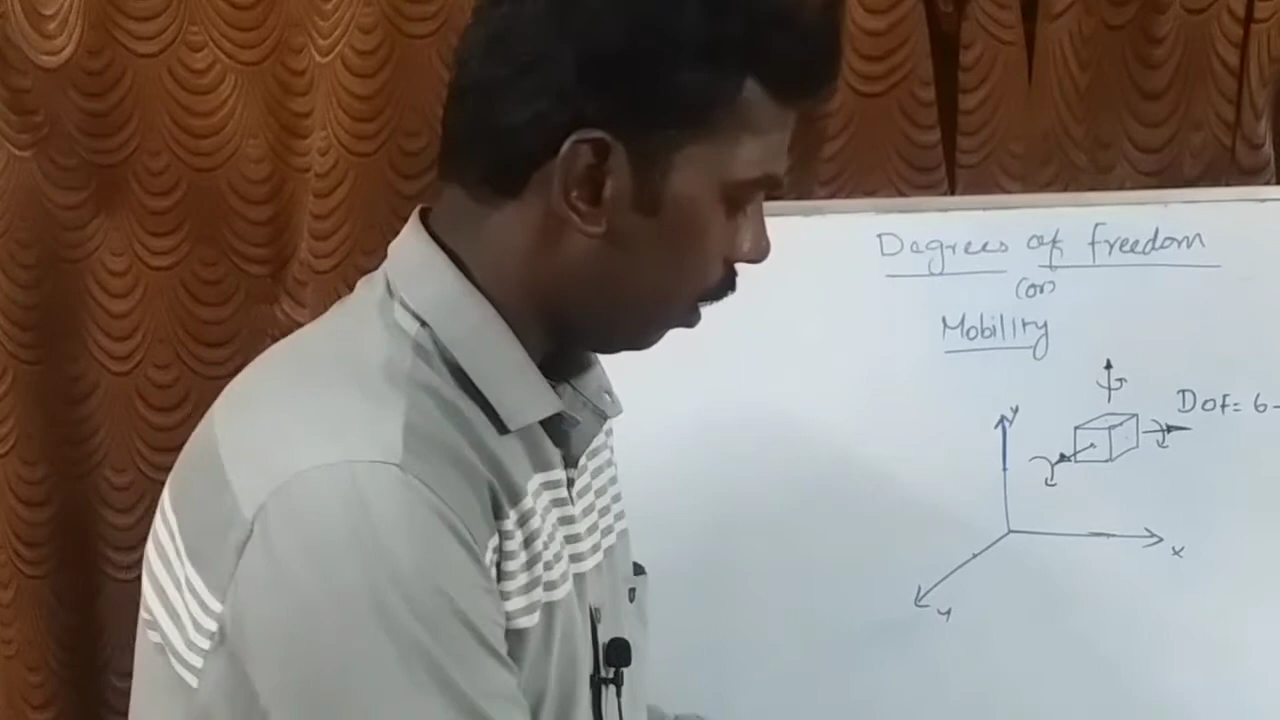 Degrees of freedom
(or)
Mobility
DOF= 6-
y
x
y